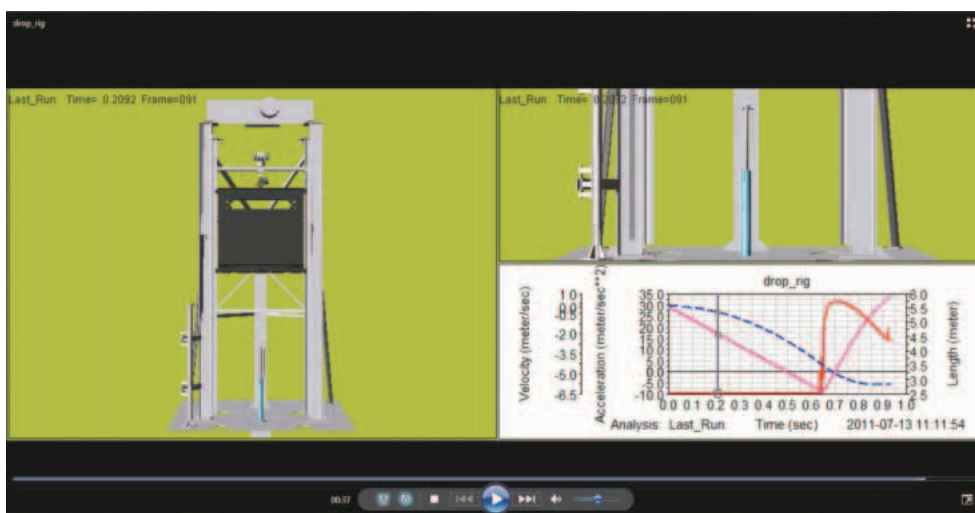 drop_rig
Last_Run Time= 0.2092 Frame=091
Last_Run Time= 0.2092 Frame=091
drop_rig
Velocity (meter/sec)
1.0
0.0
-0.5
-2.0
-3.5
-5.0
-6.5
Acceleration (meter/sec**2)
35.0
30.0
25.0
20.0
15.0
10.0
5.0
0.0
-5.0
-10.0
6.0
5.5
5.0
4.5
4.0
3.5
3.0
2.5
Length (meter)
0.0 0.1 0.2 0.3 0.4 0.5 0.6 0.7 0.8 0.9 1.0
Analysis: Last_Run Time (sec) 2011-07-13 11:11:54
00:37